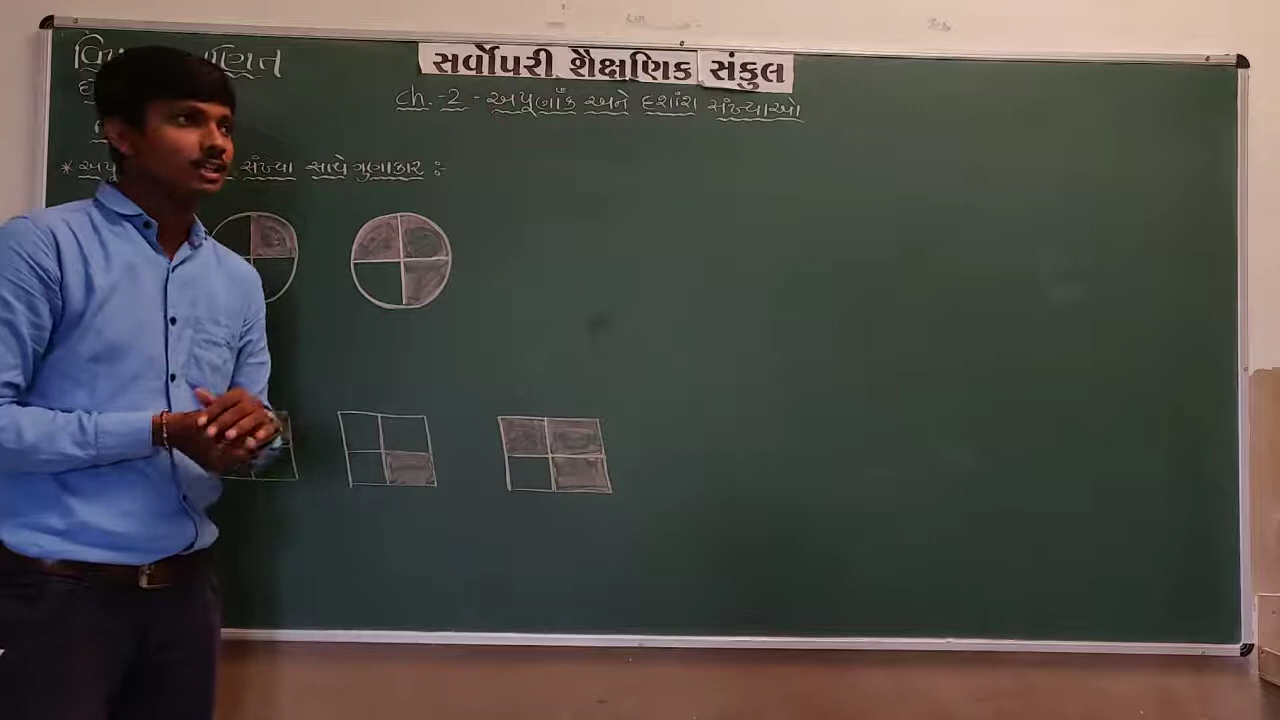 સર્વોપરી શૈક્ષણિક સંકુલ
ch.-2 - અપૂર્ણાંક અને દશાંશ સંખ્યાઓ
સંખ્યા સાથે ગુણાકાર :-